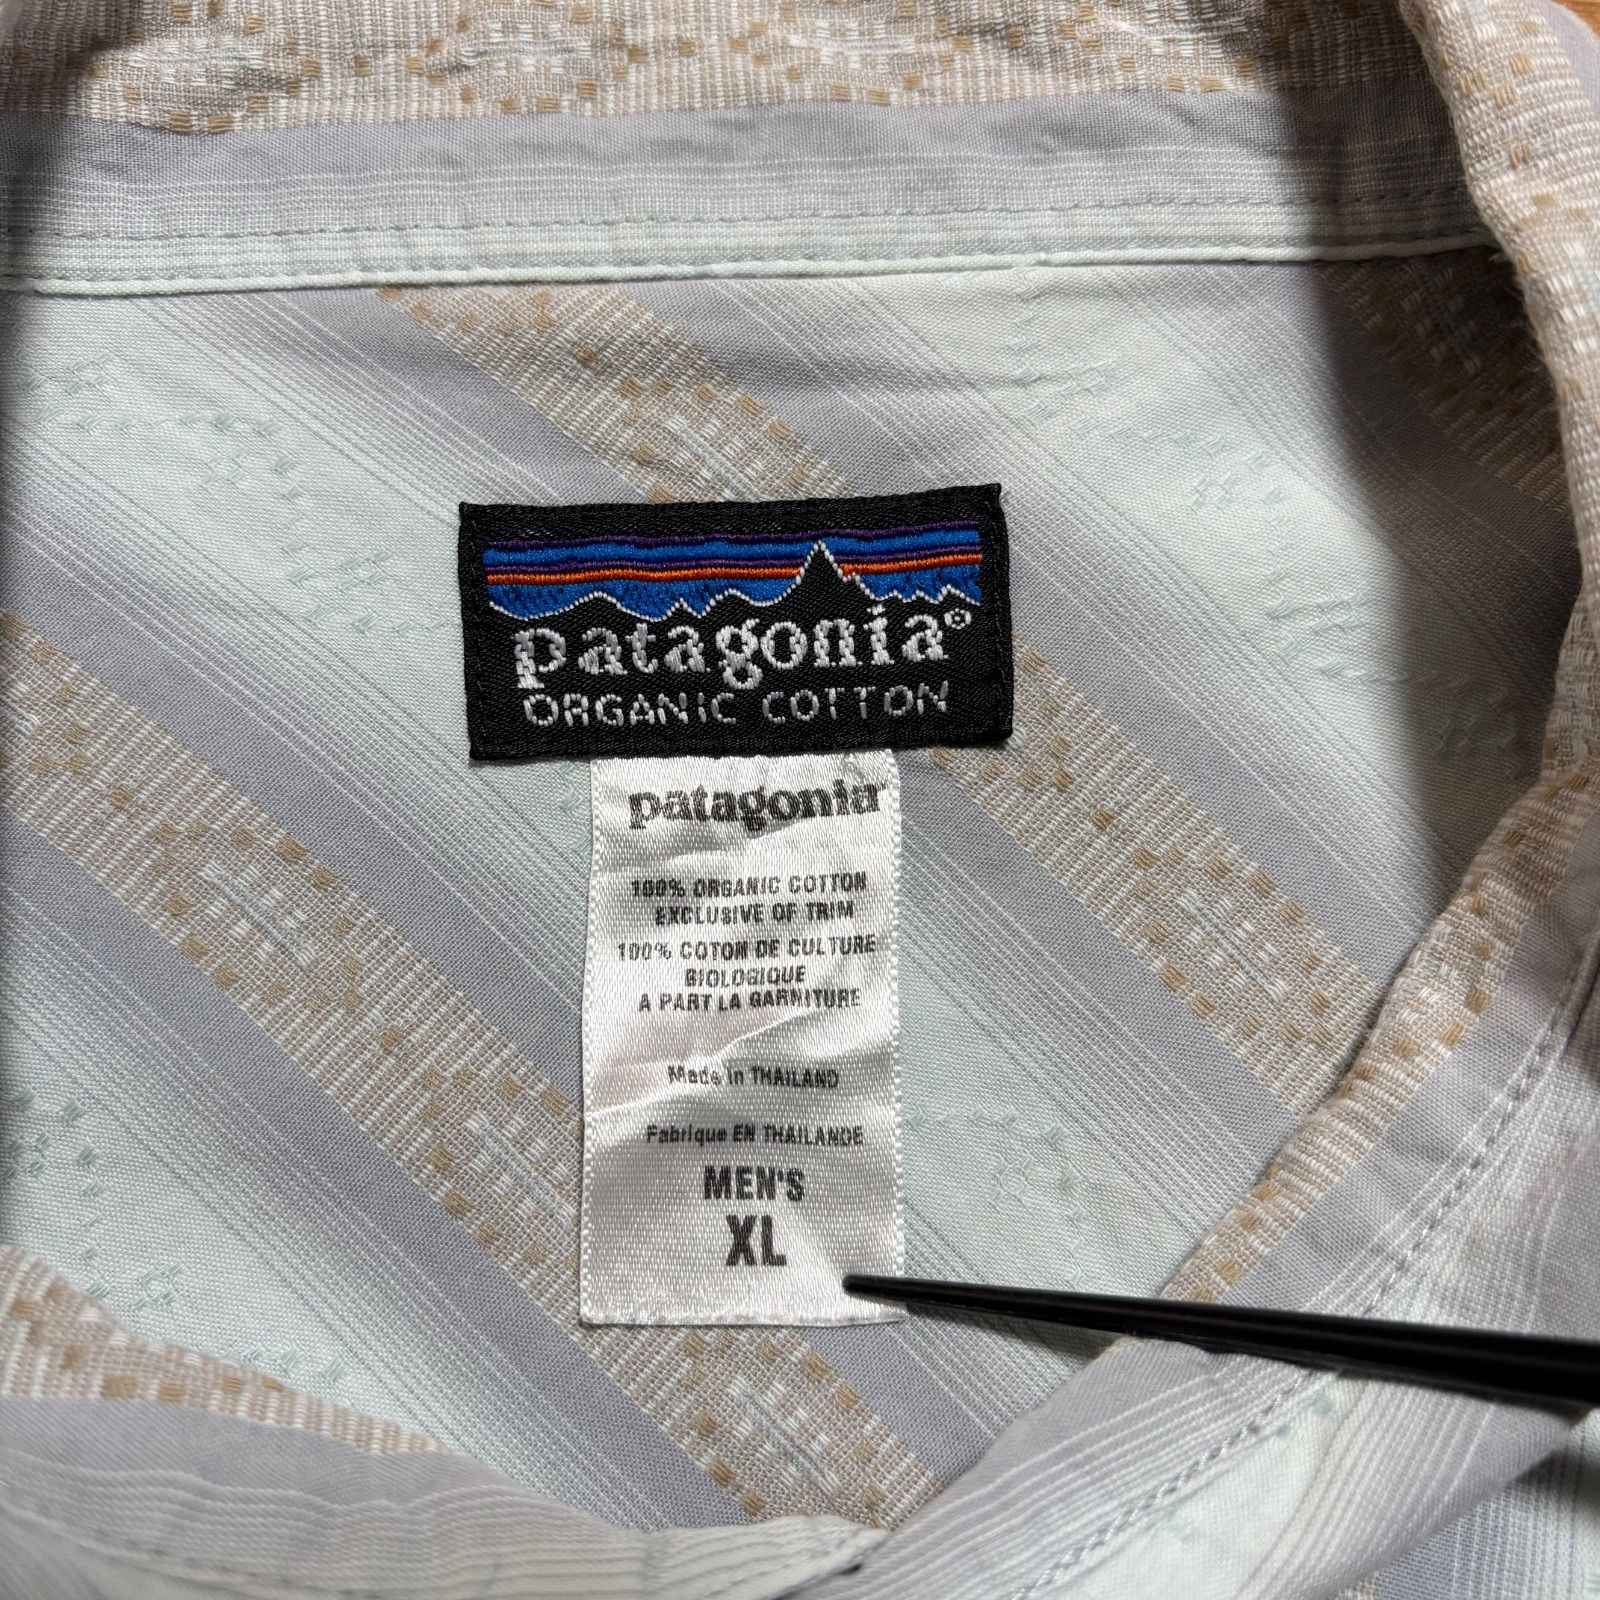 patagonia®
ORGANIC COTTON
patagonia®
100% ORGANIC COTTON
EXCLUSIVE OF TRIM
100% COTON DE CULTURE
BIOLOGIQUE
A PART LA GARNITURE
Made in THAILAND
Fabrique EN THAILANDE
MEN'S
XL